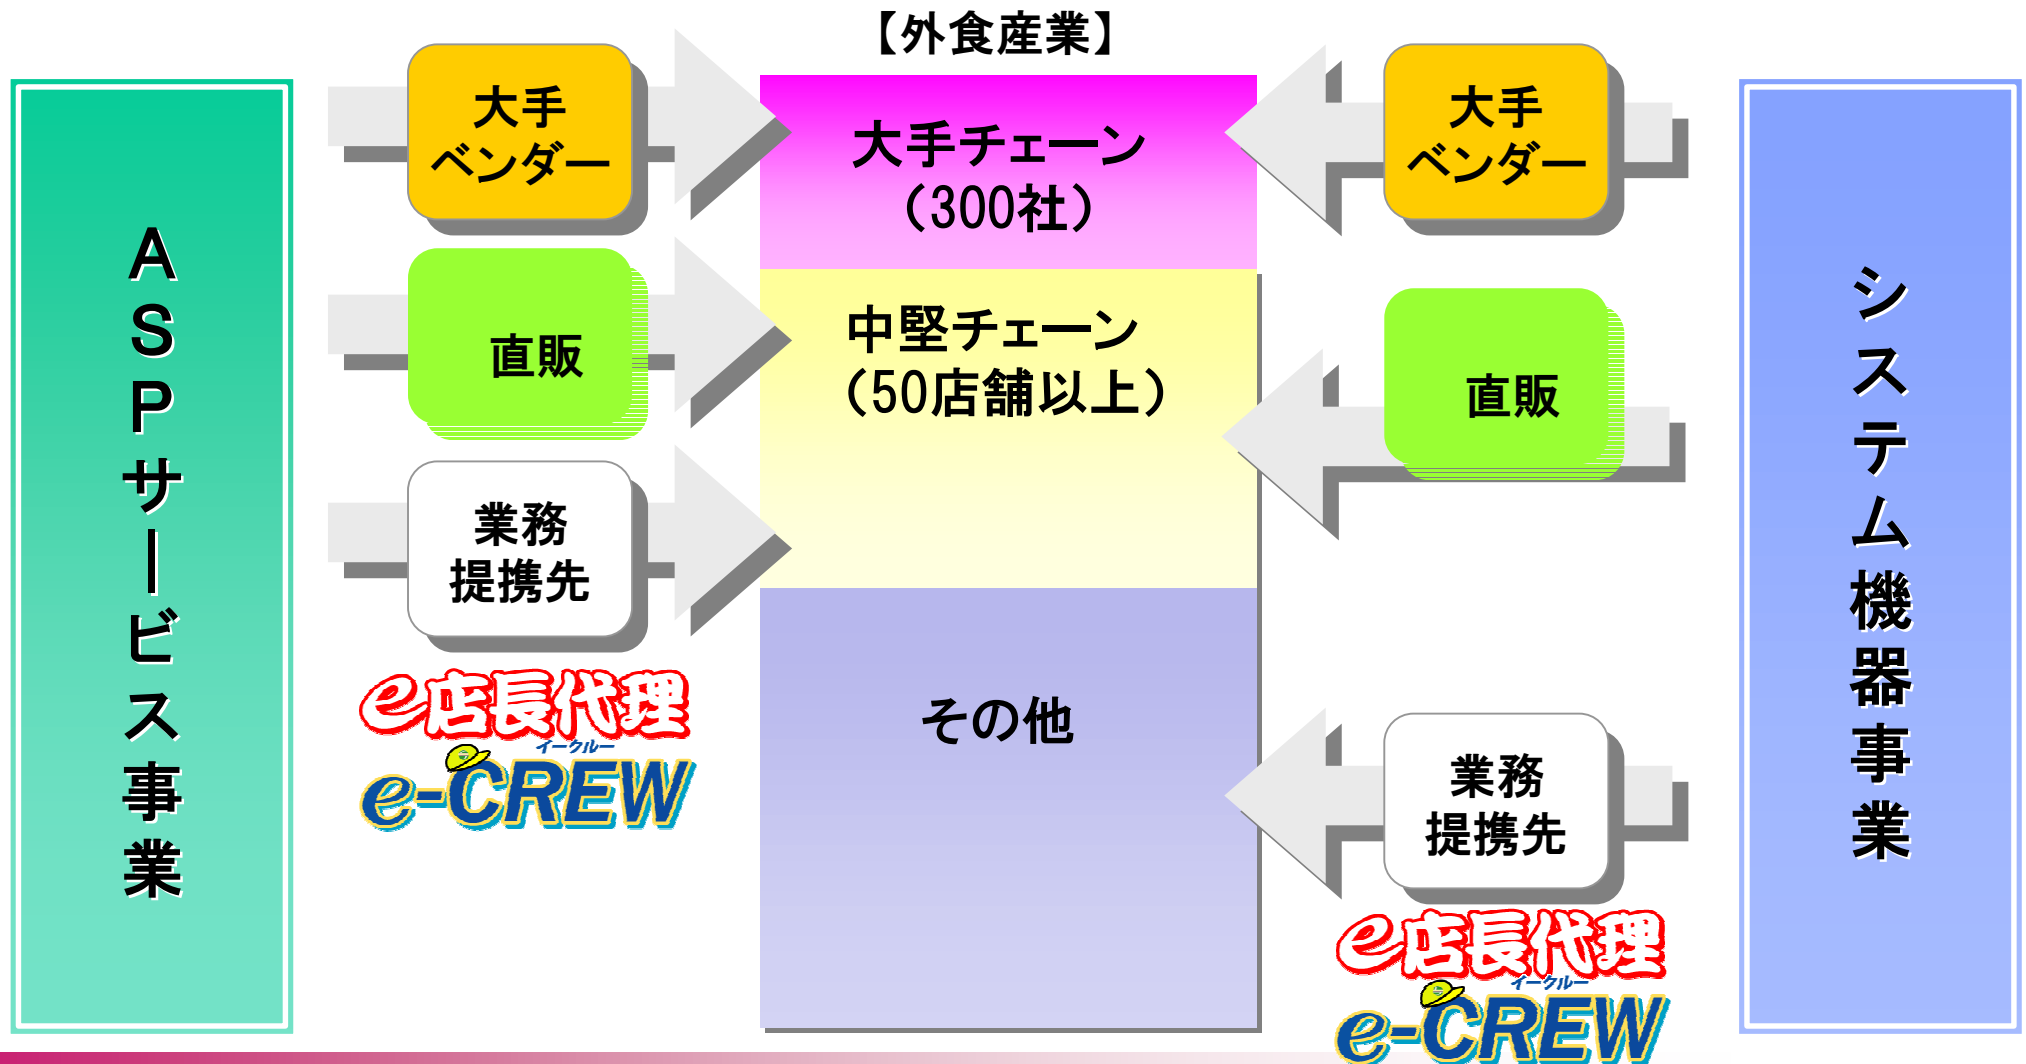 【外食産業】
ASPサービス事業
大手
ベンダー
直販
業務
提携先
e店長代理
イークルー
e-CREW
大手チェーン
（300社）
中堅チェーン
（50店舗以上）
その他
大手
ベンダー
直販
業務
提携先
e店長代理
イークルー
e-CREW
システム機器事業